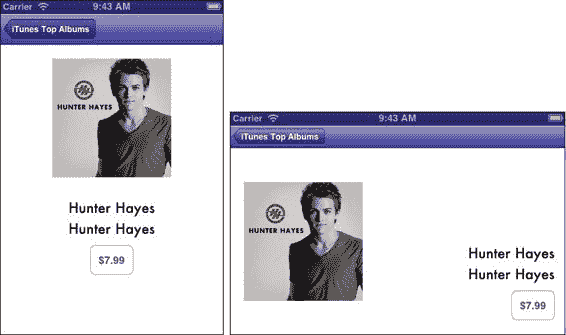 Carrier 9:43 AM
iTunes Top Albums
HUNTER HAYES
Hunter Hayes
Hunter Hayes
$7.99
Carrier 9:43 AM
iTunes Top Albums
HUNTER HAYES
Hunter Hayes
Hunter Hayes
$7.99